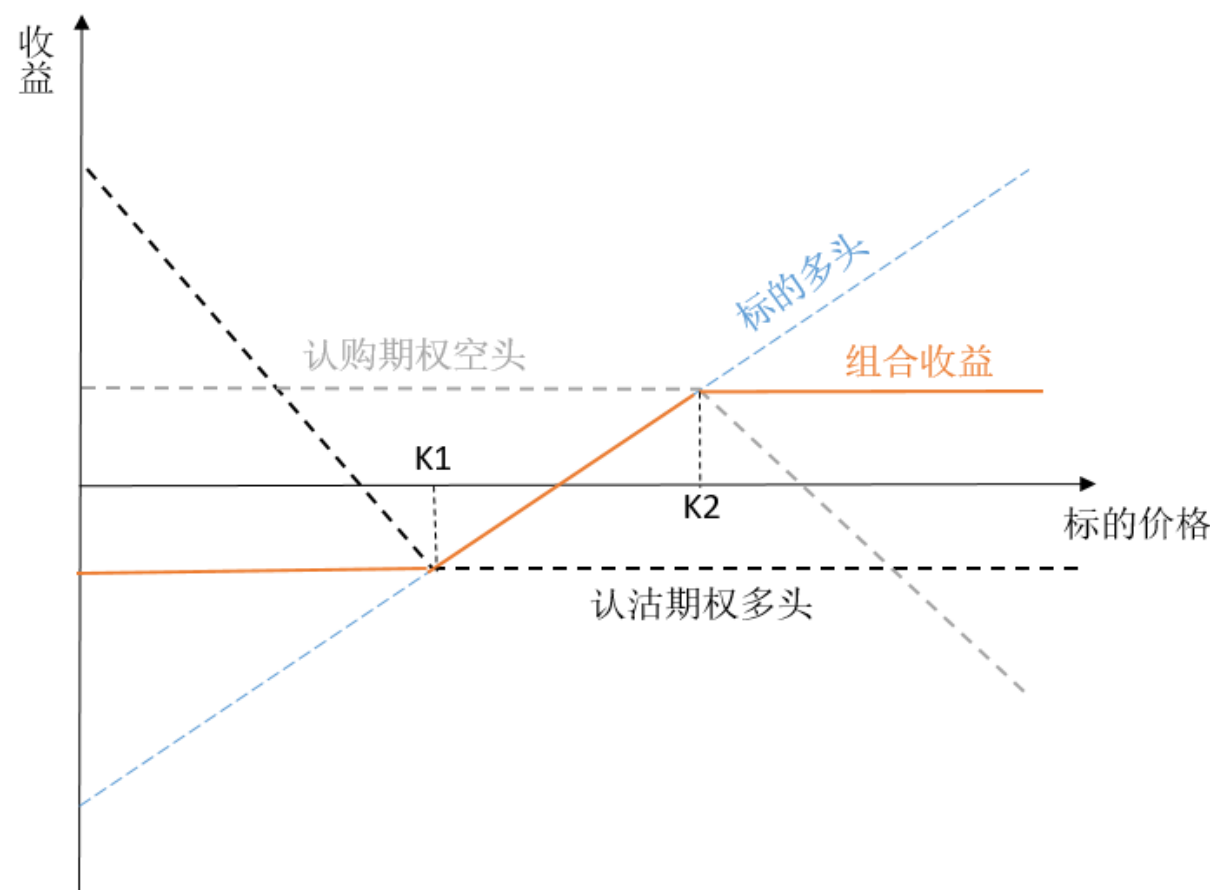 收益
标的多头
认购期权空头
组合收益
K1
K2
标的价格
认沽期权多头